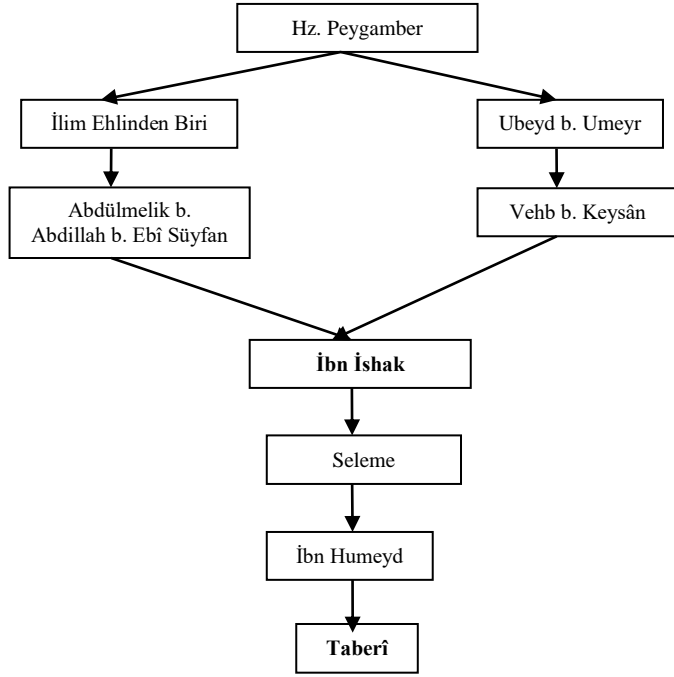 Hz. Peygamber
İlim Ehlinden Biri
Ubeyd b. Umeyr
Abdülmelik b.
Abdillah b. Ebî Süyfan
Vehb b. Keysân
İbn İshak
Seleme
İbn Humeyd
Taberî